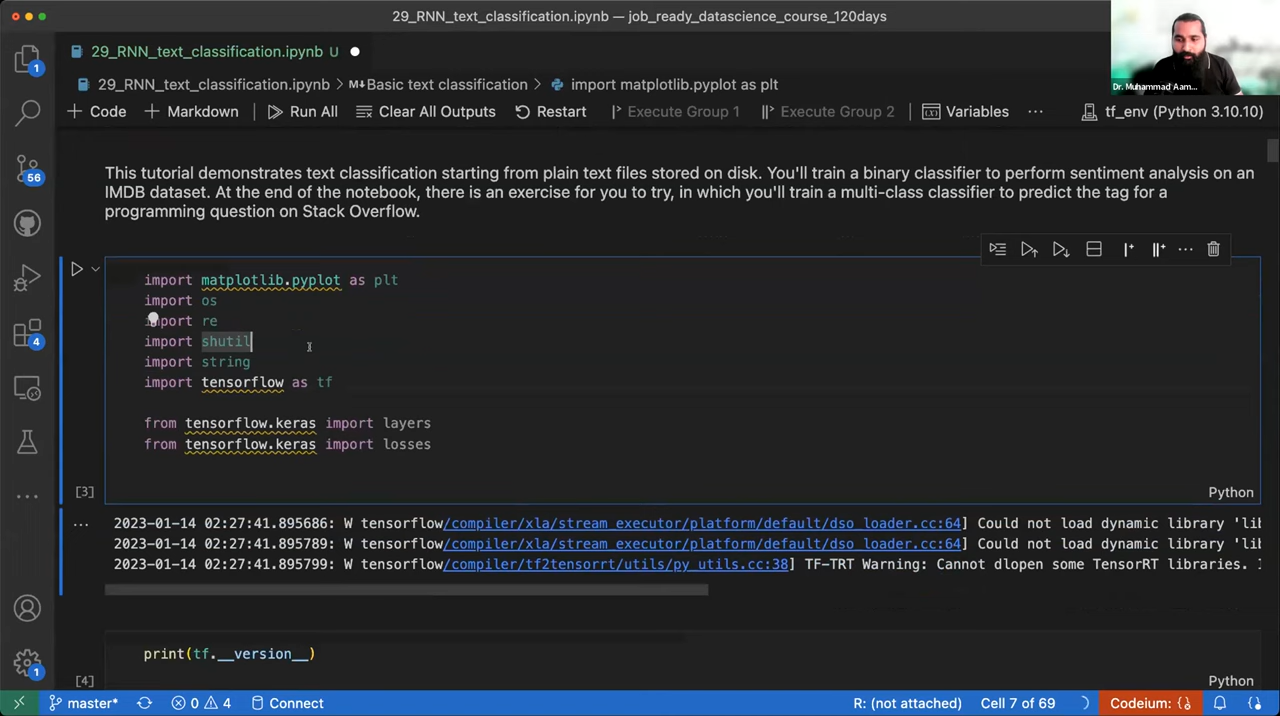 29_RNN_text_classification.ipynb — job_ready_datascience_course_120days
29_RNN_text_classification.ipynb U
29_RNN_text_classification.ipynb > M↓Basic text classification > import matplotlib.pyplot as plt
+ Code + Markdown Run All Clear All Outputs Restart Execute Group 1 Execute Group 2 Variables ... tf_env (Python 3.10.10)
Dr. Muhammad Aam...
1
56
4
1
This tutorial demonstrates text classification starting from plain text files stored on disk. You'll train a binary classifier to perform sentiment analysis on an
IMDB dataset. At the end of the notebook, there is an exercise for you to try, in which you'll train a multi-class classifier to predict the tag for a
programming question on Stack Overflow.
import matplotlib.pyplot as plt
import os
import re
import shutil
import string
import tensorflow as tf
from tensorflow.keras import layers
from tensorflow.keras import losses
[3] Python
2023-01-14 02:27:41.895686: W tensorflow/compiler/xla/stream_executor/platform/default/dso_loader.cc:64] Could not load dynamic library 'lib
2023-01-14 02:27:41.895789: W tensorflow/compiler/xla/stream_executor/platform/default/dso_loader.cc:64] Could not load dynamic library 'lib
2023-01-14 02:27:41.895799: W tensorflow/compiler/tf2tensorrt/utils/py_utils.cc:38] TF-TRT Warning: Cannot dlopen some TensorRT libraries.
print(tf.__version__)
[4] Python
master* 0 4 Connect R: (not attached) Cell 7 of 69 Codeium: {}